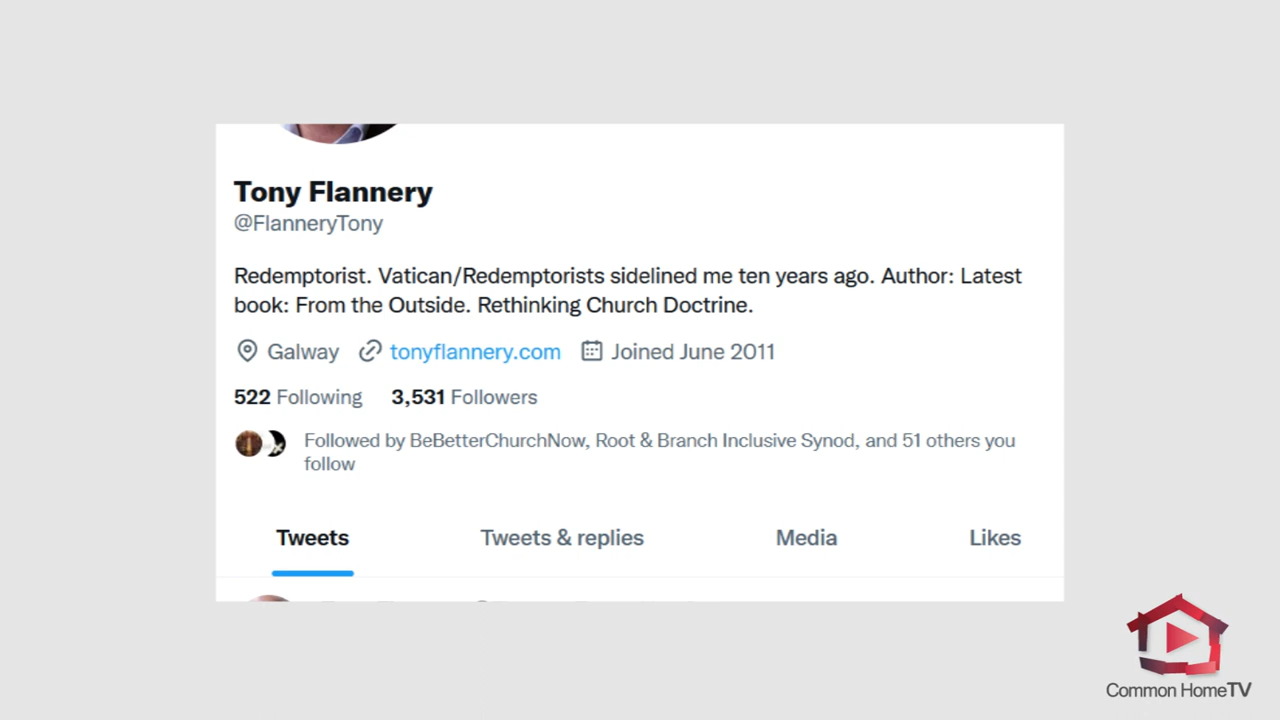 Tony Flannery
@FlanneryTony
Redemptorist. Vatican/Redemptorists sidelined me ten years ago. Author: Latest
book: From the Outside. Rethinking Church Doctrine.
Galway tonyflannery.com Joined June 2011
522 Following 3,531 Followers
Followed by BeBetterChurchNow, Root & Branch Inclusive Synod, and 51 others you
follow
Tweets Tweets & replies Media Likes
Common HomeTV